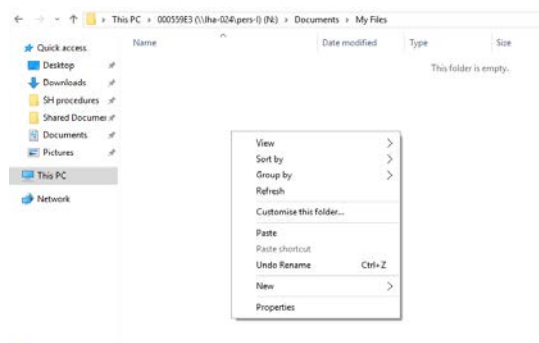 This PC › 000559E3 (\\lha-024\pers-I) (N:) › Documents › My Files
Name Date modified Type Size
Quick access
This folder is empty.
Desktop
Downloads
SH procedures
Shared Documer
Documents
Pictures
This PC
Network
View
Sort by
Group by
Refresh
Customise this folder...
Paste
Paste shortcut
Undo Rename Ctrl+Z
New
Properties